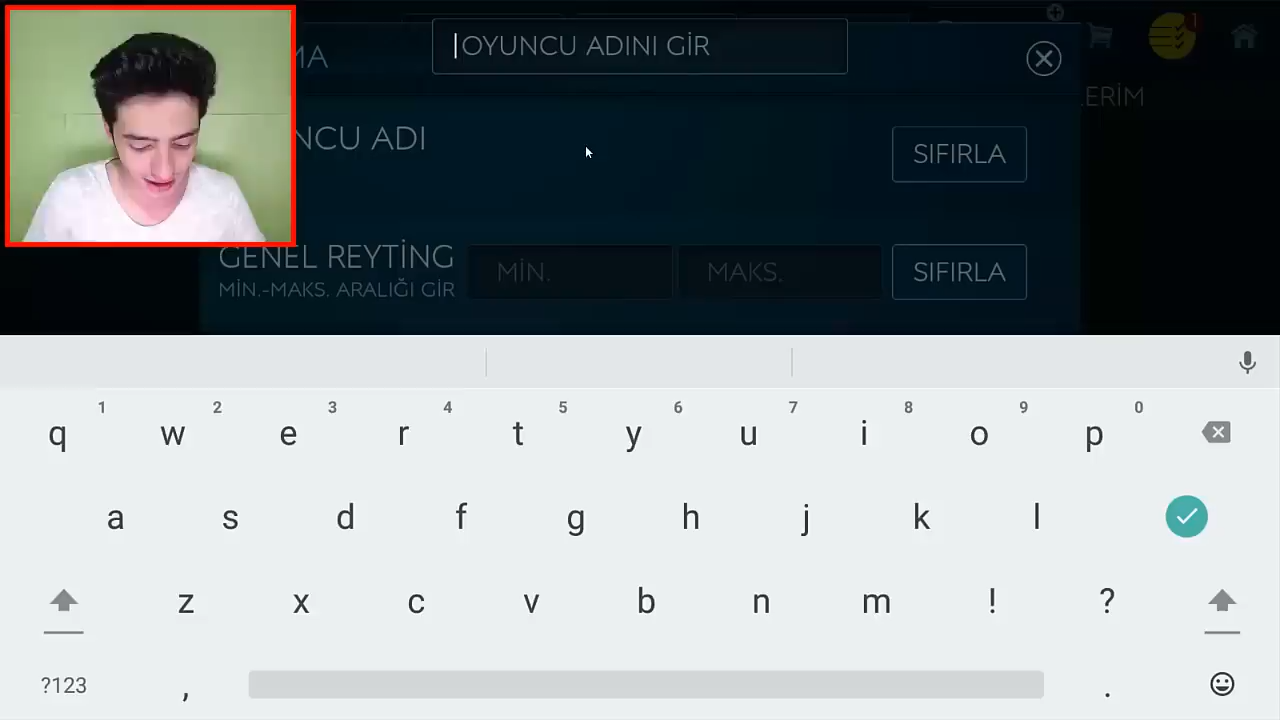 MA
OYUNCU ADINI GİR
1
ERİM
NCU ADI
SIFIRLA
GENEL REYTİNG
MİN.-MAKS. ARALIĞI GİR
MİN.
MAKS.
SIFIRLA
1 2 3 4 5 6 7 8 9 0
q w e r t y u i o p
a s d f g h j k l
z x c v b n m ! ?
?123 , .